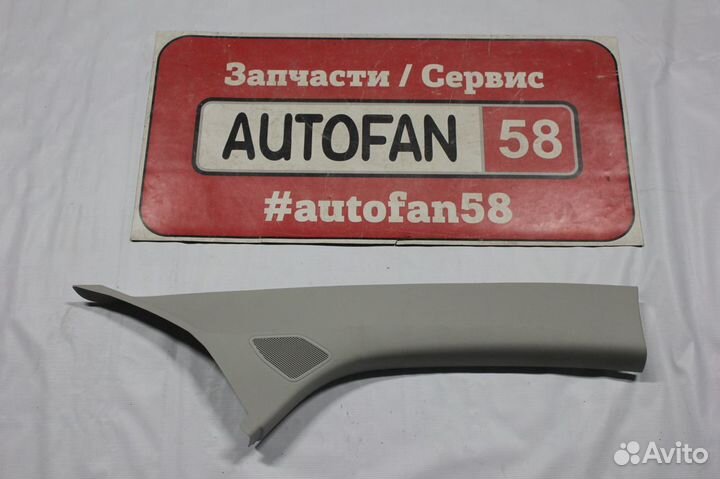 Запчасти / Сервис
AUTOFAN 58
#autofan58
Avito